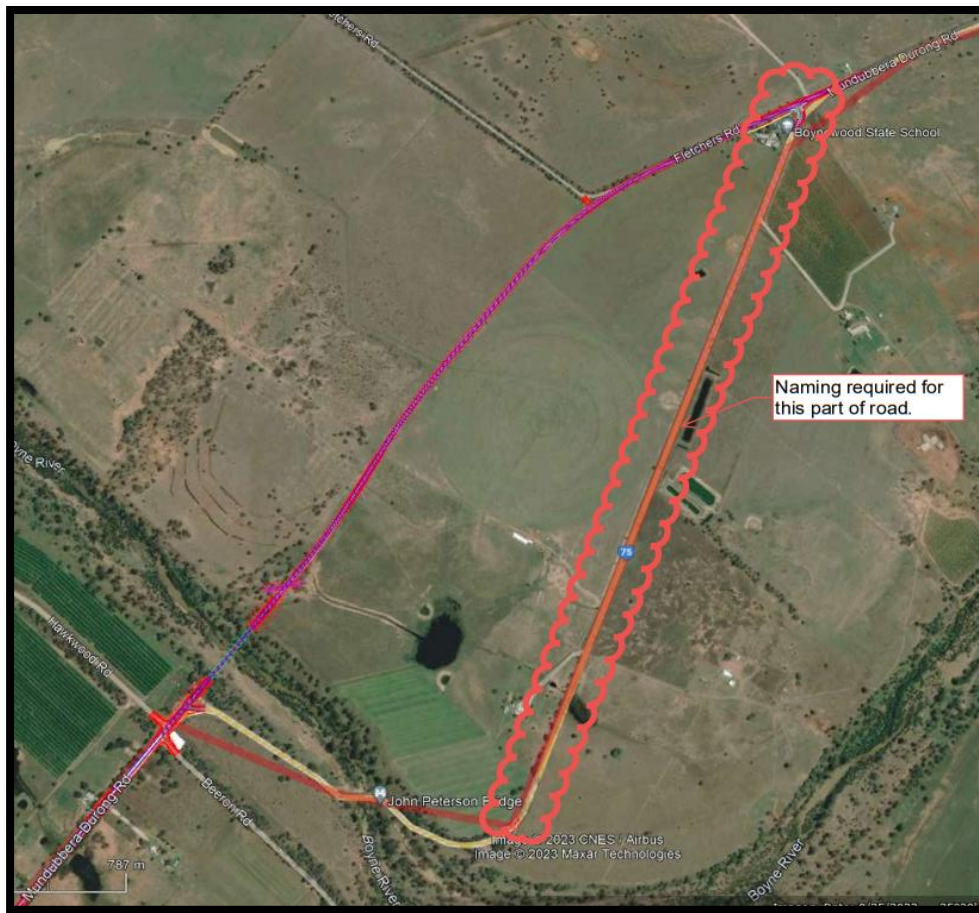 Fletchers Rd
Mundubbera Durong Rd
Boynewood State School
Fletchers Rd
Naming required for
this part of road.
75
Boyne River
Hawkwood Rd
Beeron Rd
John Peterson Bridge
Mundubbera-Durong-Rd
787 m
Boyne River
Boyne River
2023 CNES / Airbus
Image © 2023 Maxar Technologies